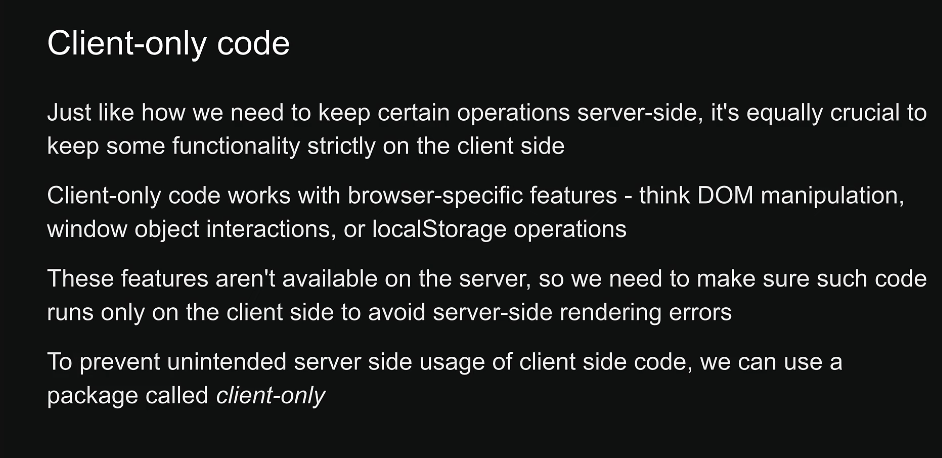 Client-only code
Just like how we need to keep certain operations server-side, it's equally crucial to
keep some functionality strictly on the client side
Client-only code works with browser-specific features - think DOM manipulation,
window object interactions, or localStorage operations
These features aren't available on the server, so we need to make sure such code
runs only on the client side to avoid server-side rendering errors
To prevent unintended server side usage of client side code, we can use a
package called client-only